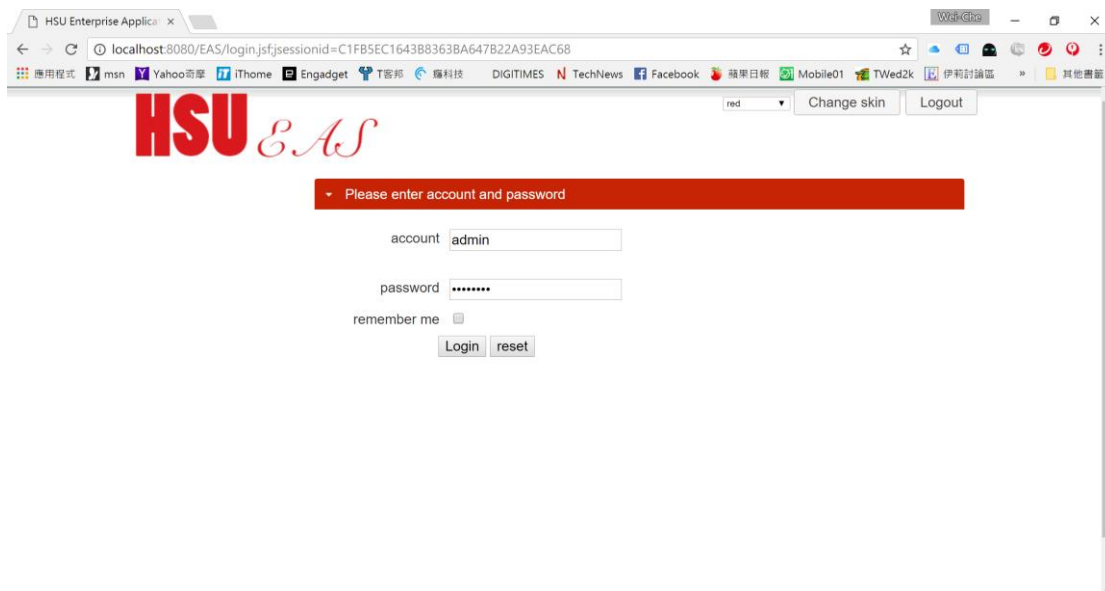 HSU Enterprise Applicat
Wei-Che
localhost:8080/EAS/login.jsf;jsessionid=C1FB5EC1643B8363BA647B22A93EAC68
應用程式 msn Yahoo奇摩 iThome Engadget T客邦 癮科技 DIGITIMES TechNews Facebook 蘋果日報 Mobile01 TWed2k 伊莉討論區 » 其他書籤
HSU EAS
red Change skin Logout
Please enter account and password
account admin
password ••••••••
remember me
Login reset